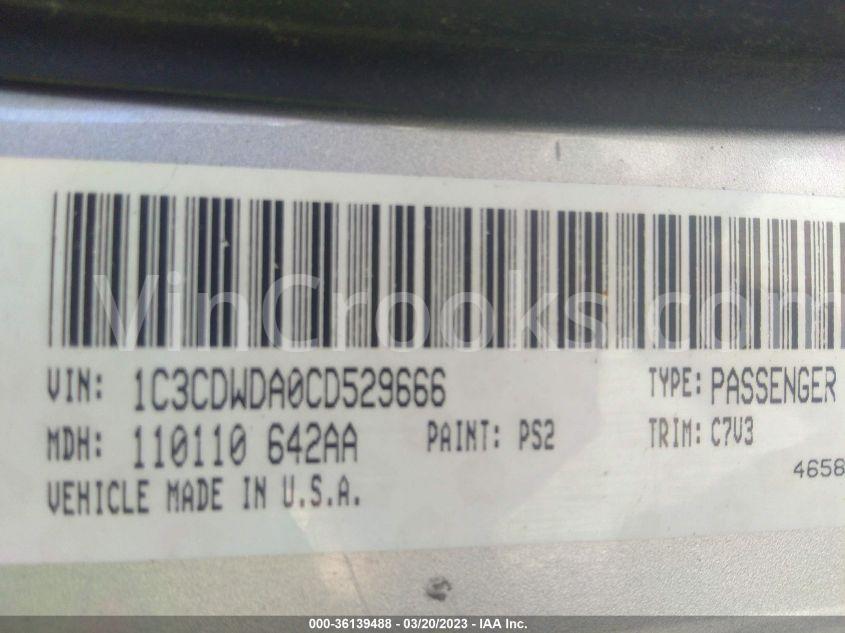 VinCrooks.com
VIN: 1C3CDWDA0CD529666 TYPE: PASSENGER
MDH: 110110 642AA PAINT: PS2 TRIM: C7V3
4658
VEHICLE MADE IN U.S.A.
000-36139488 - 03/20/2023 - IAA Inc.